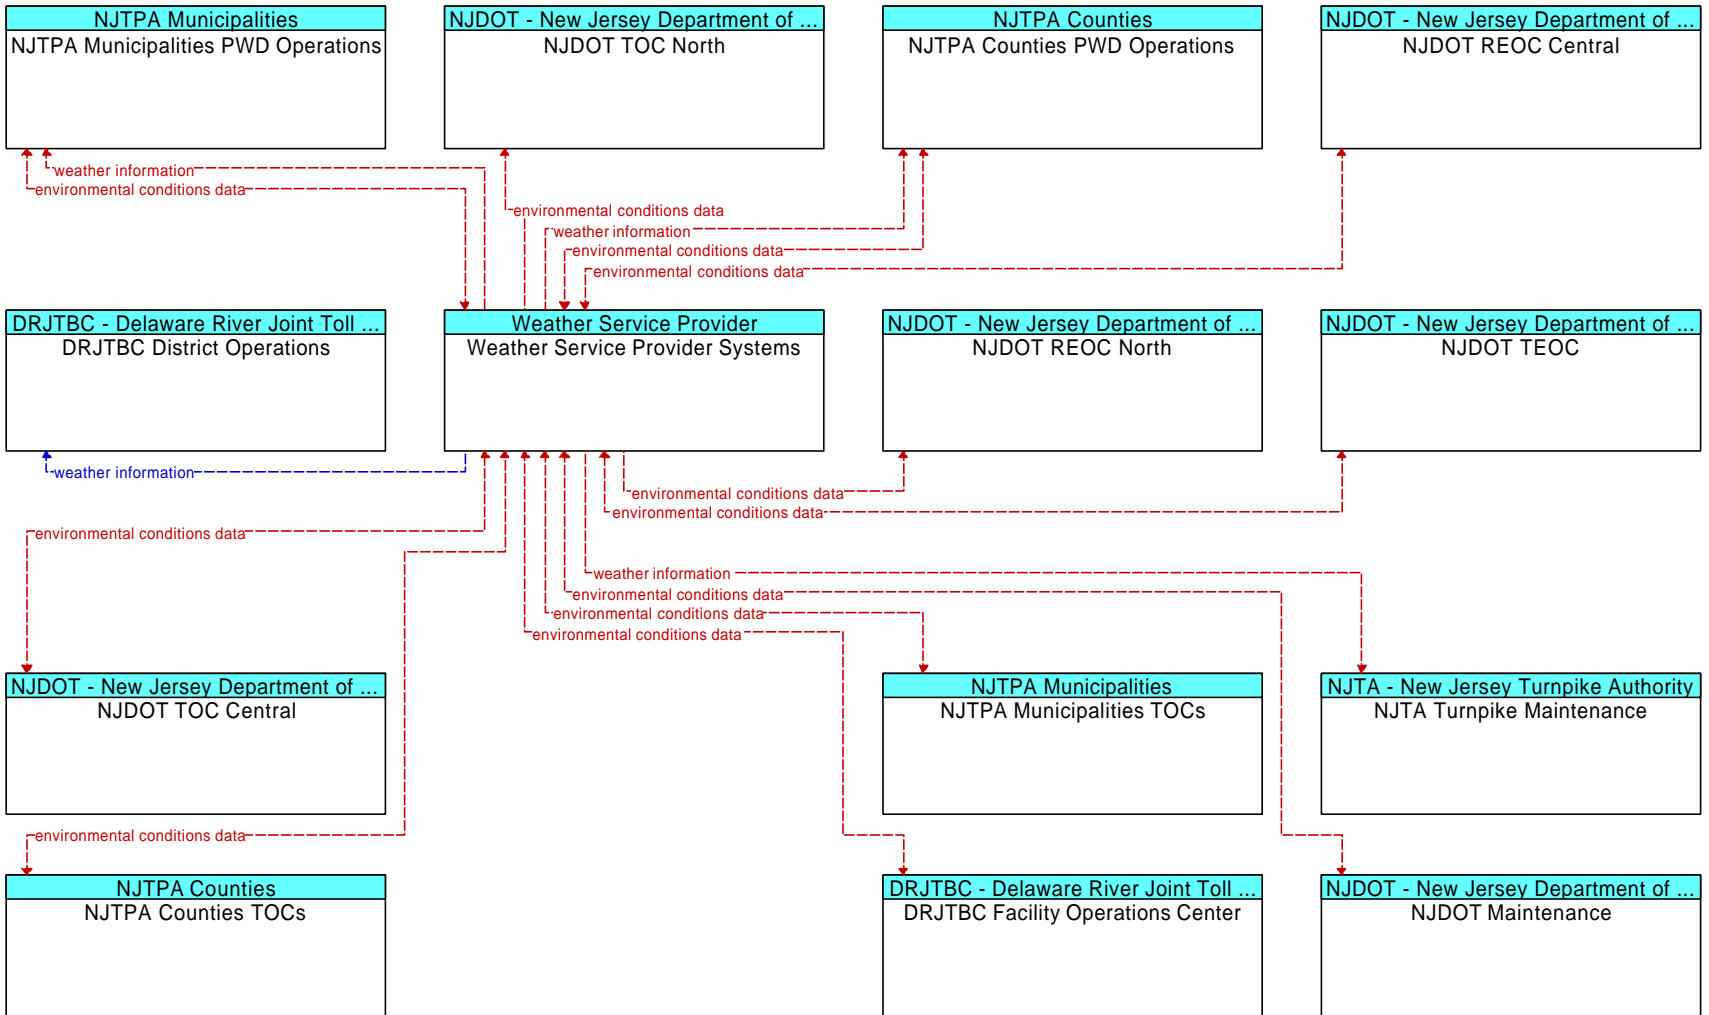 NJTPA Municipalities
NJTPA Municipalities PWD Operations
NJDOT - New Jersey Department of ...
NJDOT TOC North
NJTPA Counties
NJTPA Counties PWD Operations
NJDOT - New Jersey Department of ...
NJDOT REOC Central
weather information
environmental conditions data
environmental conditions data
weather information
environmental conditions data
environmental conditions data
DRJTBC - Delaware River Joint Toll ...
DRJTBC District Operations
Weather Service Provider
Weather Service Provider Systems
NJDOT - New Jersey Department of ...
NJDOT REOC North
NJDOT - New Jersey Department of ...
NJDOT TEOC
weather information
environmental conditions data
environmental conditions data
environmental conditions data
weather information
environmental conditions data
environmental conditions data
environmental conditions data
NJDOT - New Jersey Department of ...
NJDOT TOC Central
NJTPA Municipalities
NJTPA Municipalities TOCs
NJTA - New Jersey Turnpike Authority
NJTA Turnpike Maintenance
environmental conditions data
NJTPA Counties
NJTPA Counties TOCs
DRJTBC - Delaware River Joint Toll ...
DRJTBC Facility Operations Center
NJDOT - New Jersey Department of ...
NJDOT Maintenance